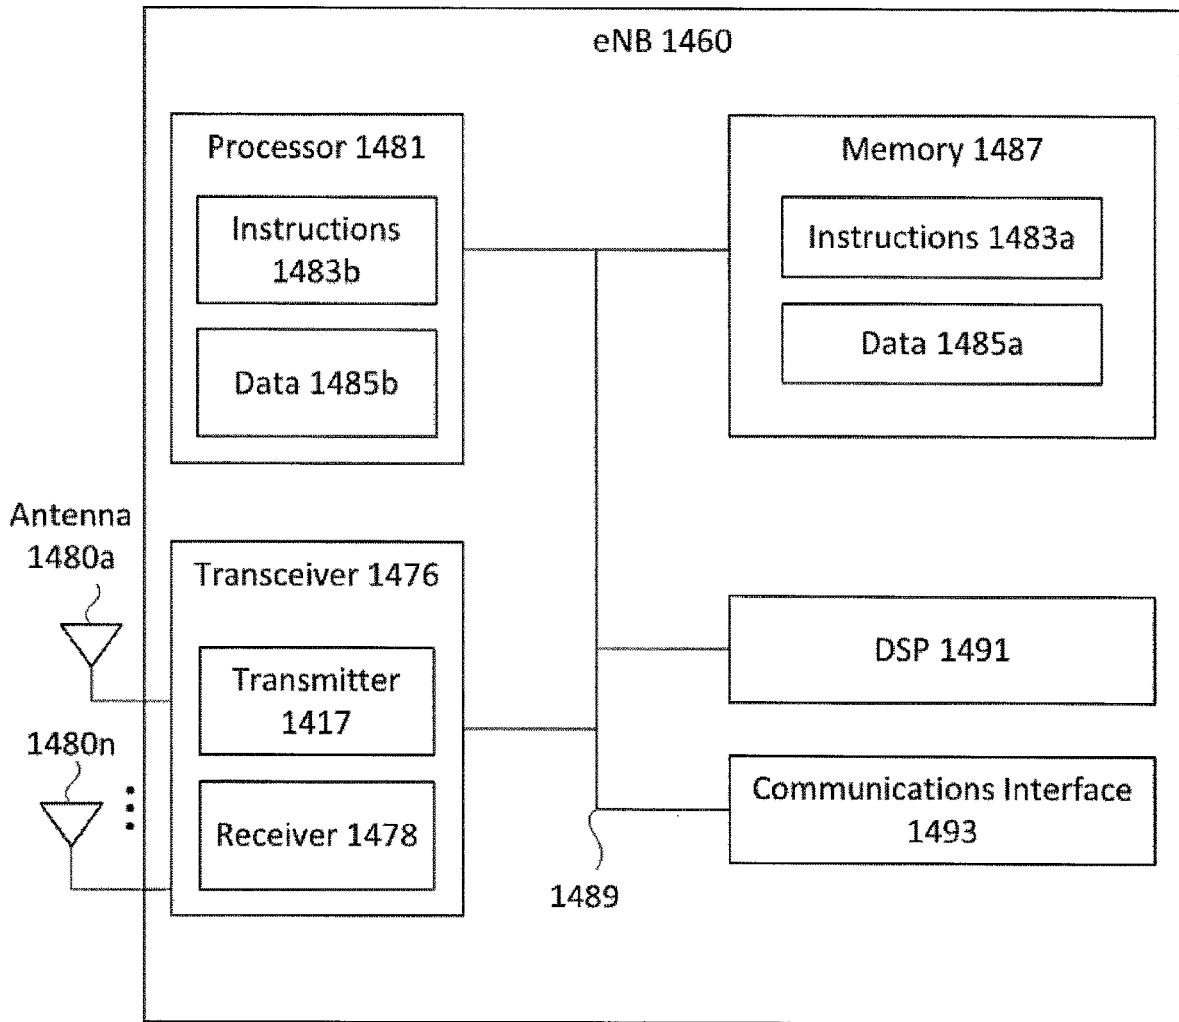 eNB 1460
Processor 1481
Instructions
1483b
Data 1485b
Memory 1487
Instructions 1483a
Data 1485a
Antenna
1480a
1480n
Transceiver 1476
Transmitter
1417
Receiver 1478
DSP 1491
Communications Interface
1493
1489